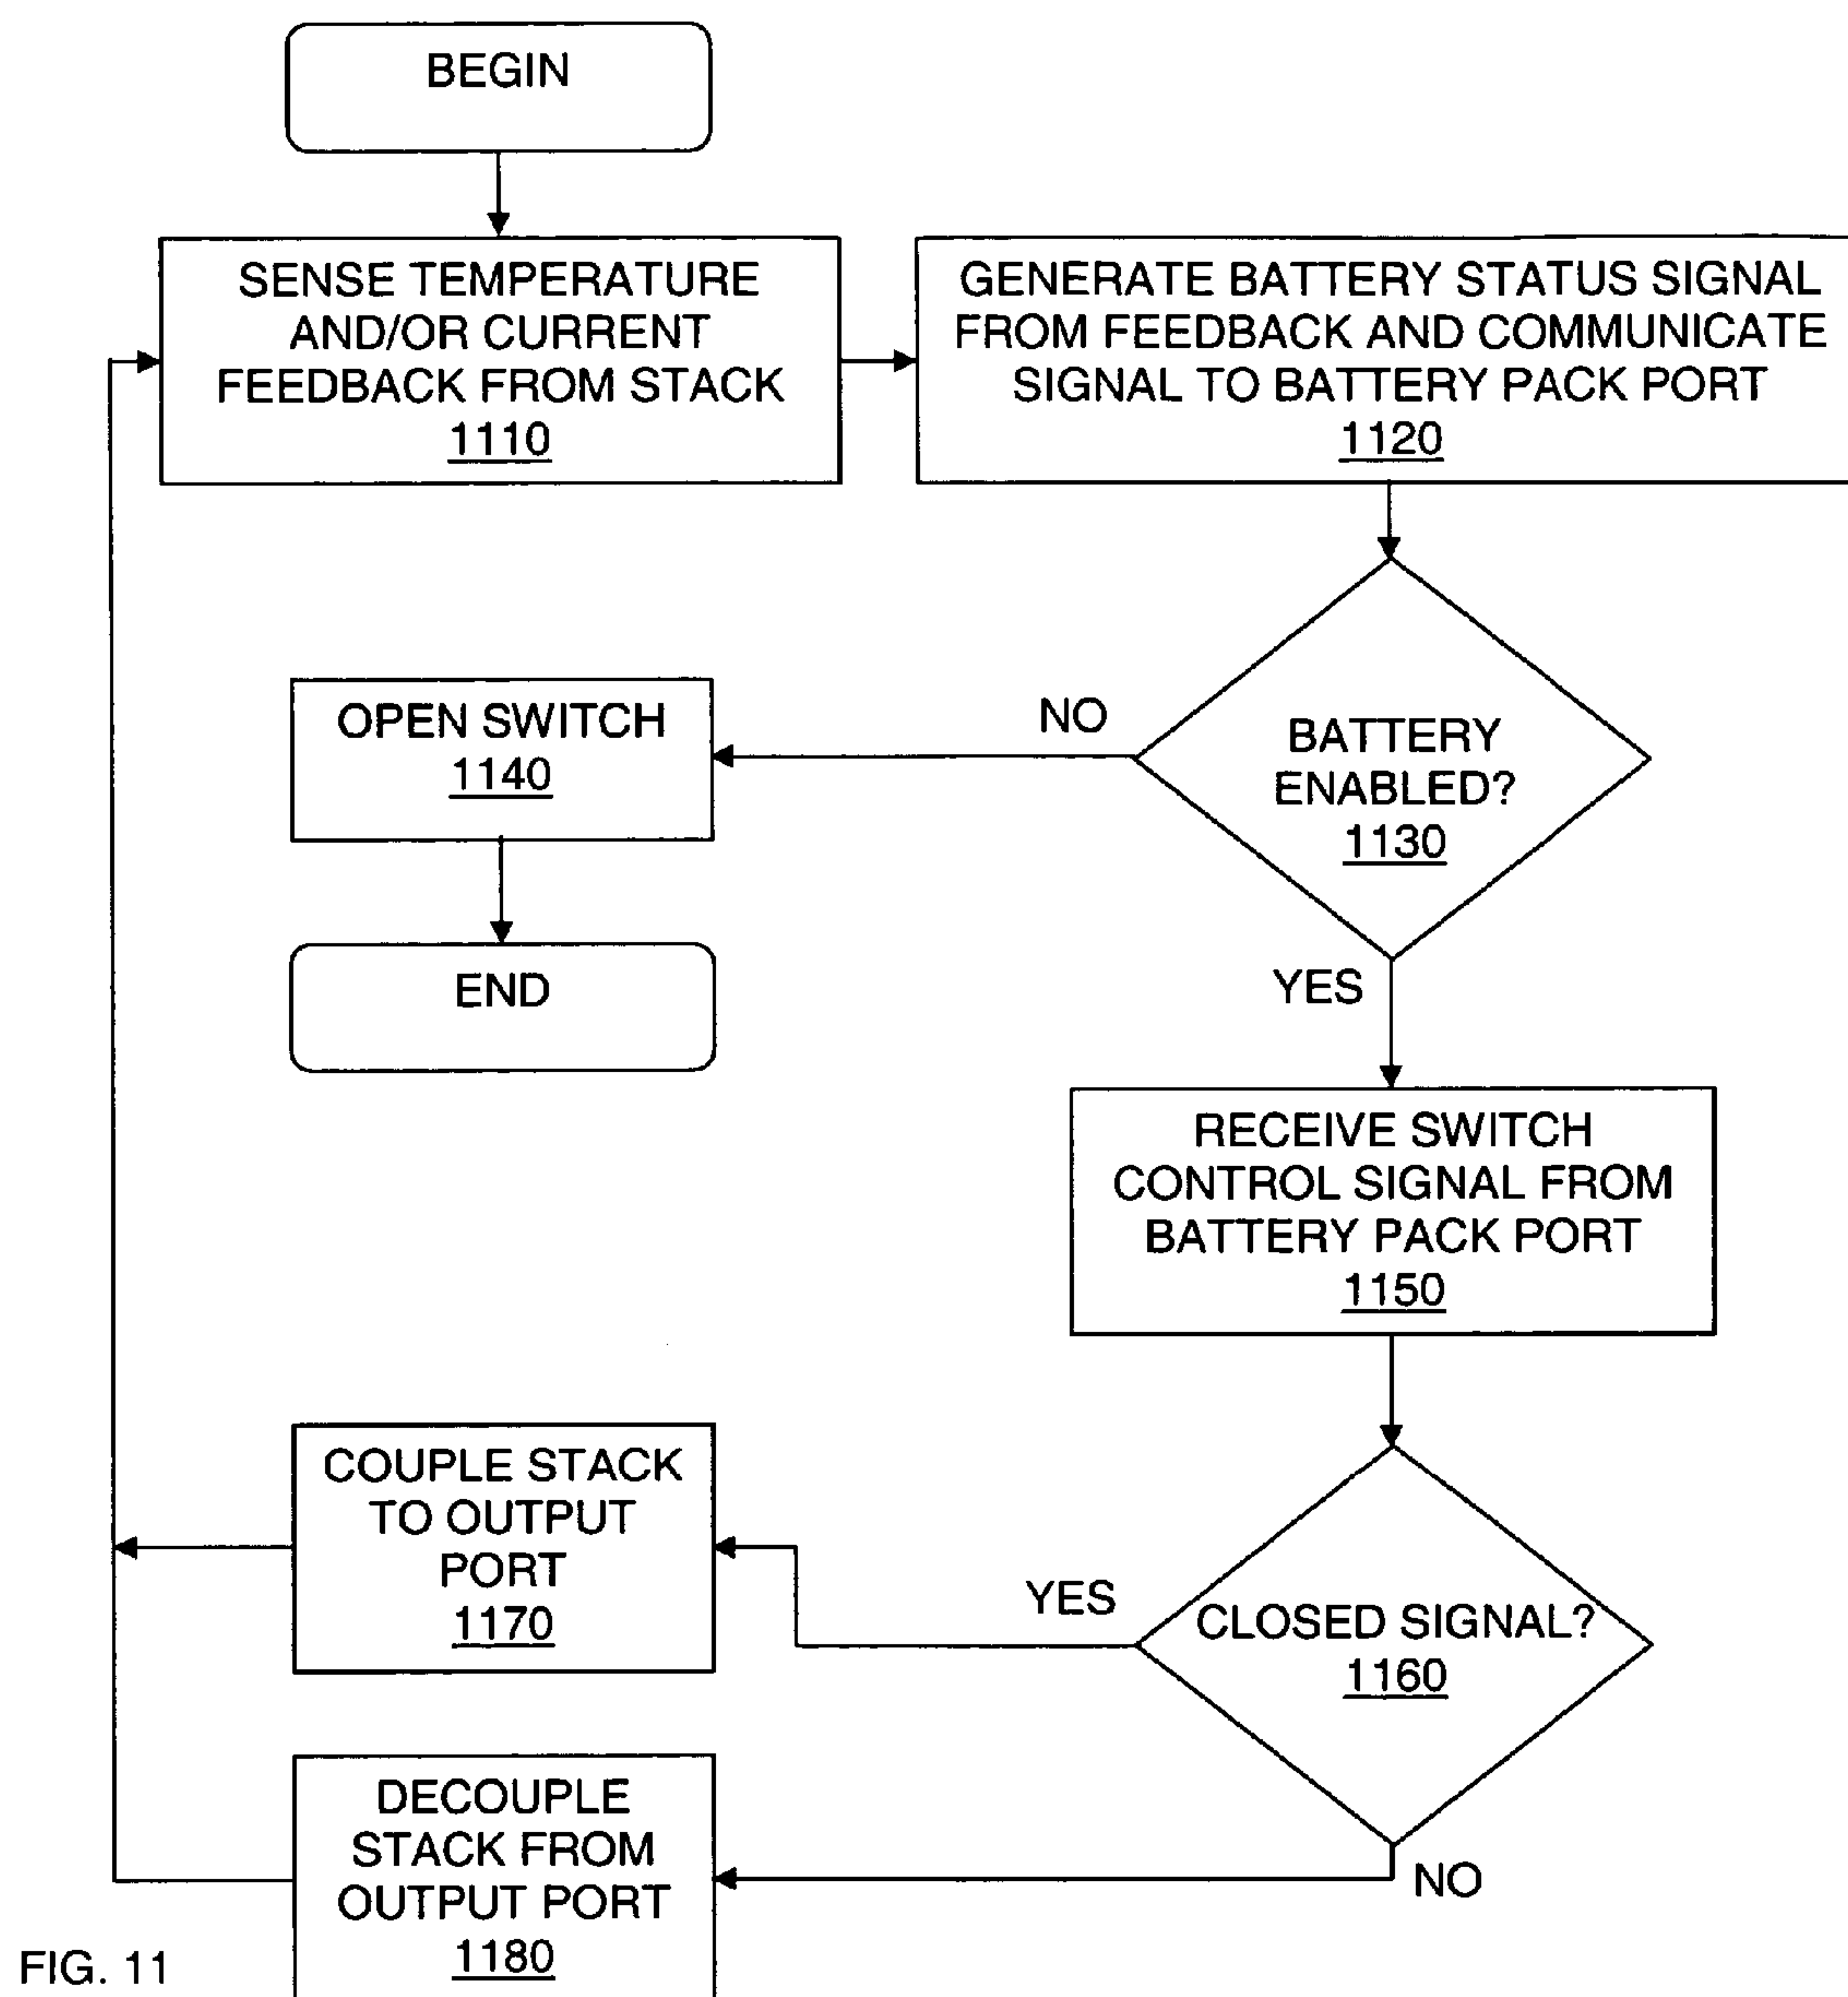 BEGIN
SENSE TEMPERATURE
AND/OR CURRENT
FEEDBACK FROM STACK
1110
GENERATE BATTERY STATUS SIGNAL
FROM FEEDBACK AND COMMUNICATE
SIGNAL TO BATTERY PACK PORT
1120
BATTERY
ENABLED?
1130
NO
OPEN SWITCH
1140
END
YES
RECEIVE SWITCH
CONTROL SIGNAL FROM
BATTERY PACK PORT
1150
CLOSED SIGNAL?
1160
YES
COUPLE STACK
TO OUTPUT
PORT
1170
NO
DECOUPLE
STACK FROM
OUTPUT PORT
1180
FIG. 11